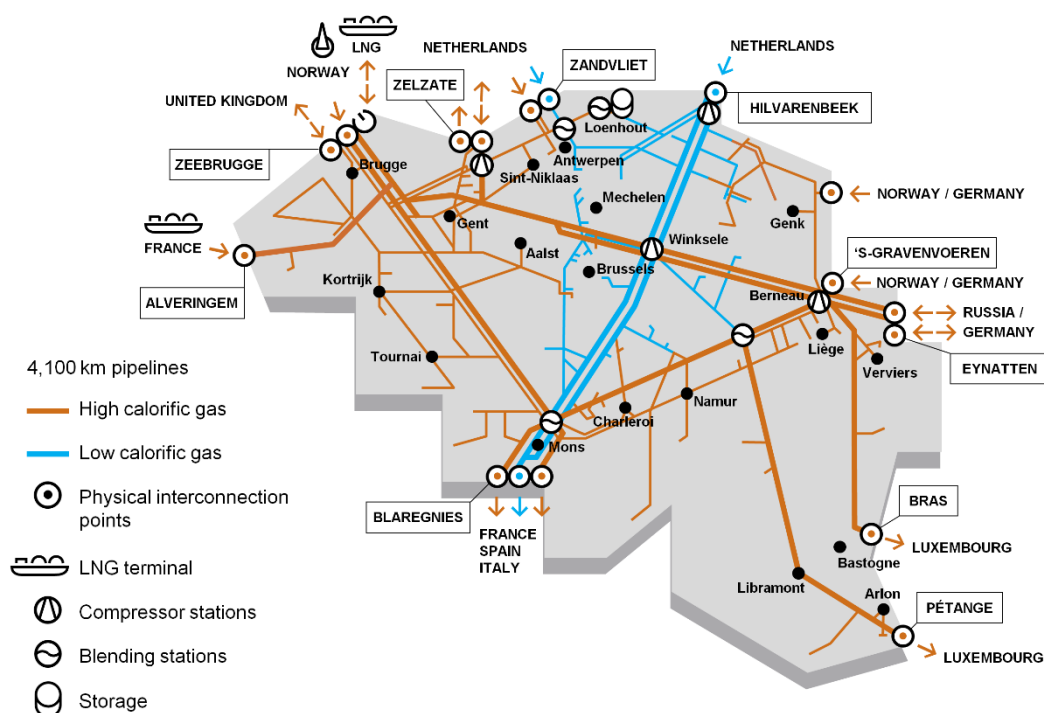 LNG
NORWAY
NETHERLANDS
ZANDVLIET
NETHERLANDS
ZELZATE
UNITED KINGDOM
HILVARENBEEK
Loenhout
ZEEBRUGGE
Brugge
Antwerpen
Sint-Niklaas
Mechelen
NORWAY / GERMANY
Genk
Gent
FRANCE
Winksele
Aalst
'S-GRAVENVOEREN
Brussels
ALVERINGEM
Kortrijk
Berneau
NORWAY / GERMANY
RUSSIA /
GERMANY
Liège
Tournai
Verviers
EYNATTEN
4,100 km pipelines
Namur
High calorific gas
Charleroi
Mons
Low calorific gas
Physical interconnection
points
BLAREGNIES
BRAS
FRANCE
SPAIN
ITALY
LUXEMBOURG
Bastogne
LNG terminal
Libramont
Arlon
Compressor stations
PÉTANGE
Blending stations
LUXEMBOURG
Storage